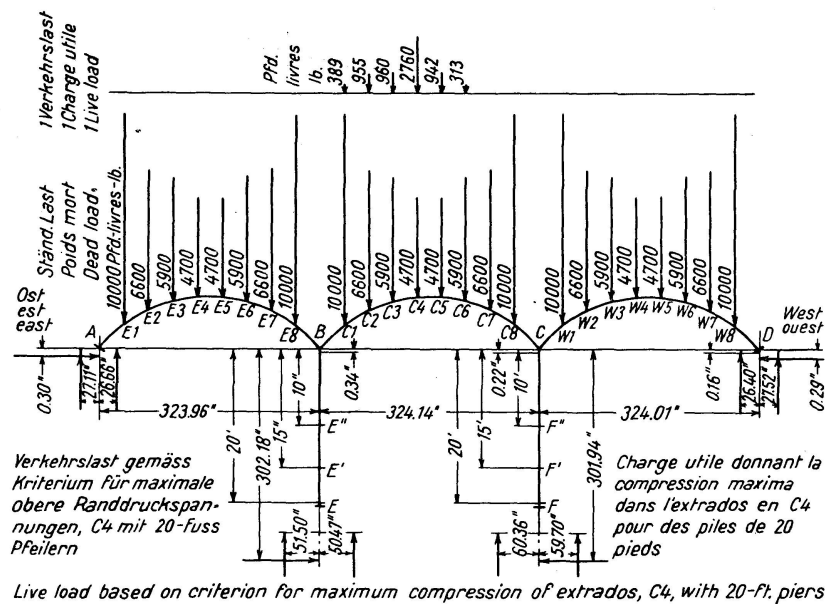 1 Verkehrslast
1 Charge utile
1 Live load
Pfd.
livres
lb.
389
955
960
2760
942
313
Ständ. Last
Poids mort
Dead load,
10000 Pfd-livres-lb.
6600
5900
4700
4700
5900
6600
10000
10000
6600
5900
4700
4700
5900
6600
10000
10000
6600
5900
4700
4700
5900
6600
10000
Ost
est
east
West
ouest
A E1 E2 E3 E4 E5 E6 E7 E8 B C1 C2 C3 C4 C5 C6 C7 C8 C W1 W2 W3 W4 W5 W6 W7 W8 D
0.30"
27.11"
26.66"
323.96"
0.34"
324.14"
0.22"
324.01"
0.16"
26.40"
27.52"
0.29"
20'
302.18"
15"
10"
E"
E'
E
20'
15'
10'
F"
F'
F
301.94"
51.50"
50.47"
60.36"
59.70"
Verkehrslast gemäss
Kriterium für maximale
obere Randdruckspan-
nungen, C4 mit 20-Fuss
Pfeilern
Charge utile donnant la
compression maxima
dans l'extrados en C4
pour des piles de 20
pieds
Live load based on criterion for maximum compression of extrados, C4, with 20-ft. piers